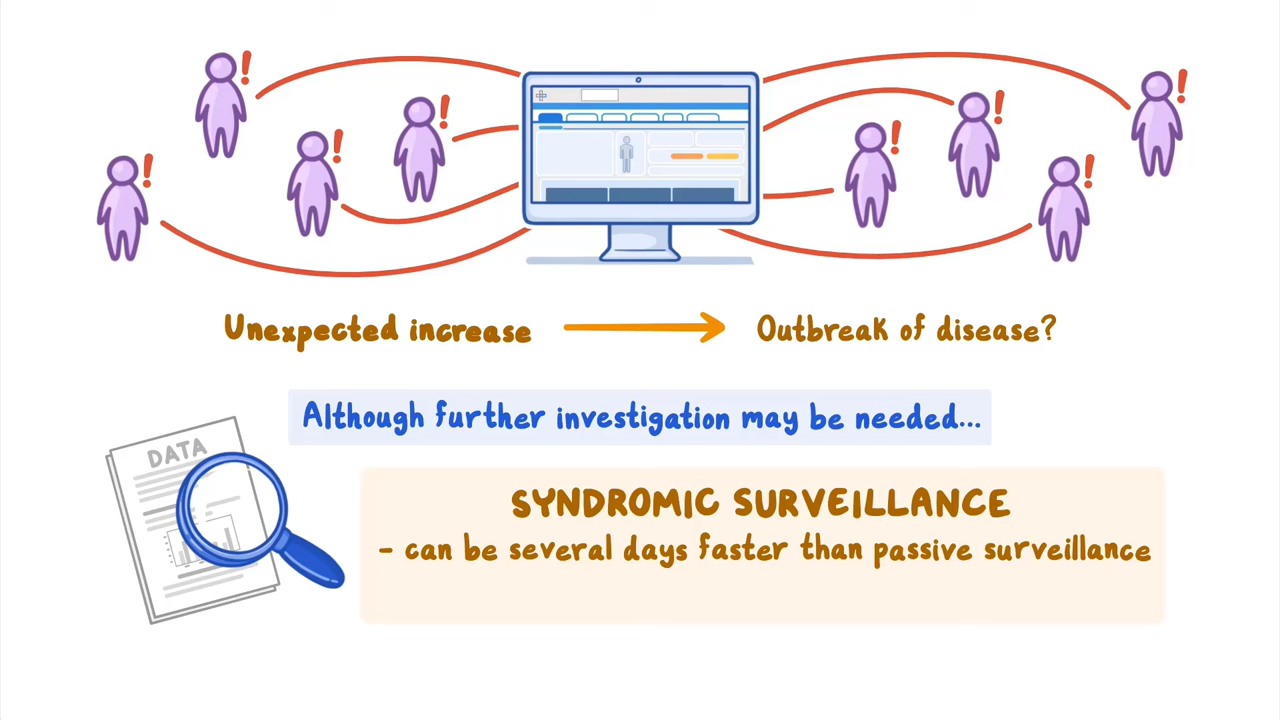 Unexpected increase
Outbreak of disease?
Although further investigation may be needed...
DATA
SYNDROMIC SURVEILLANCE
- can be several days faster than passive surveillance